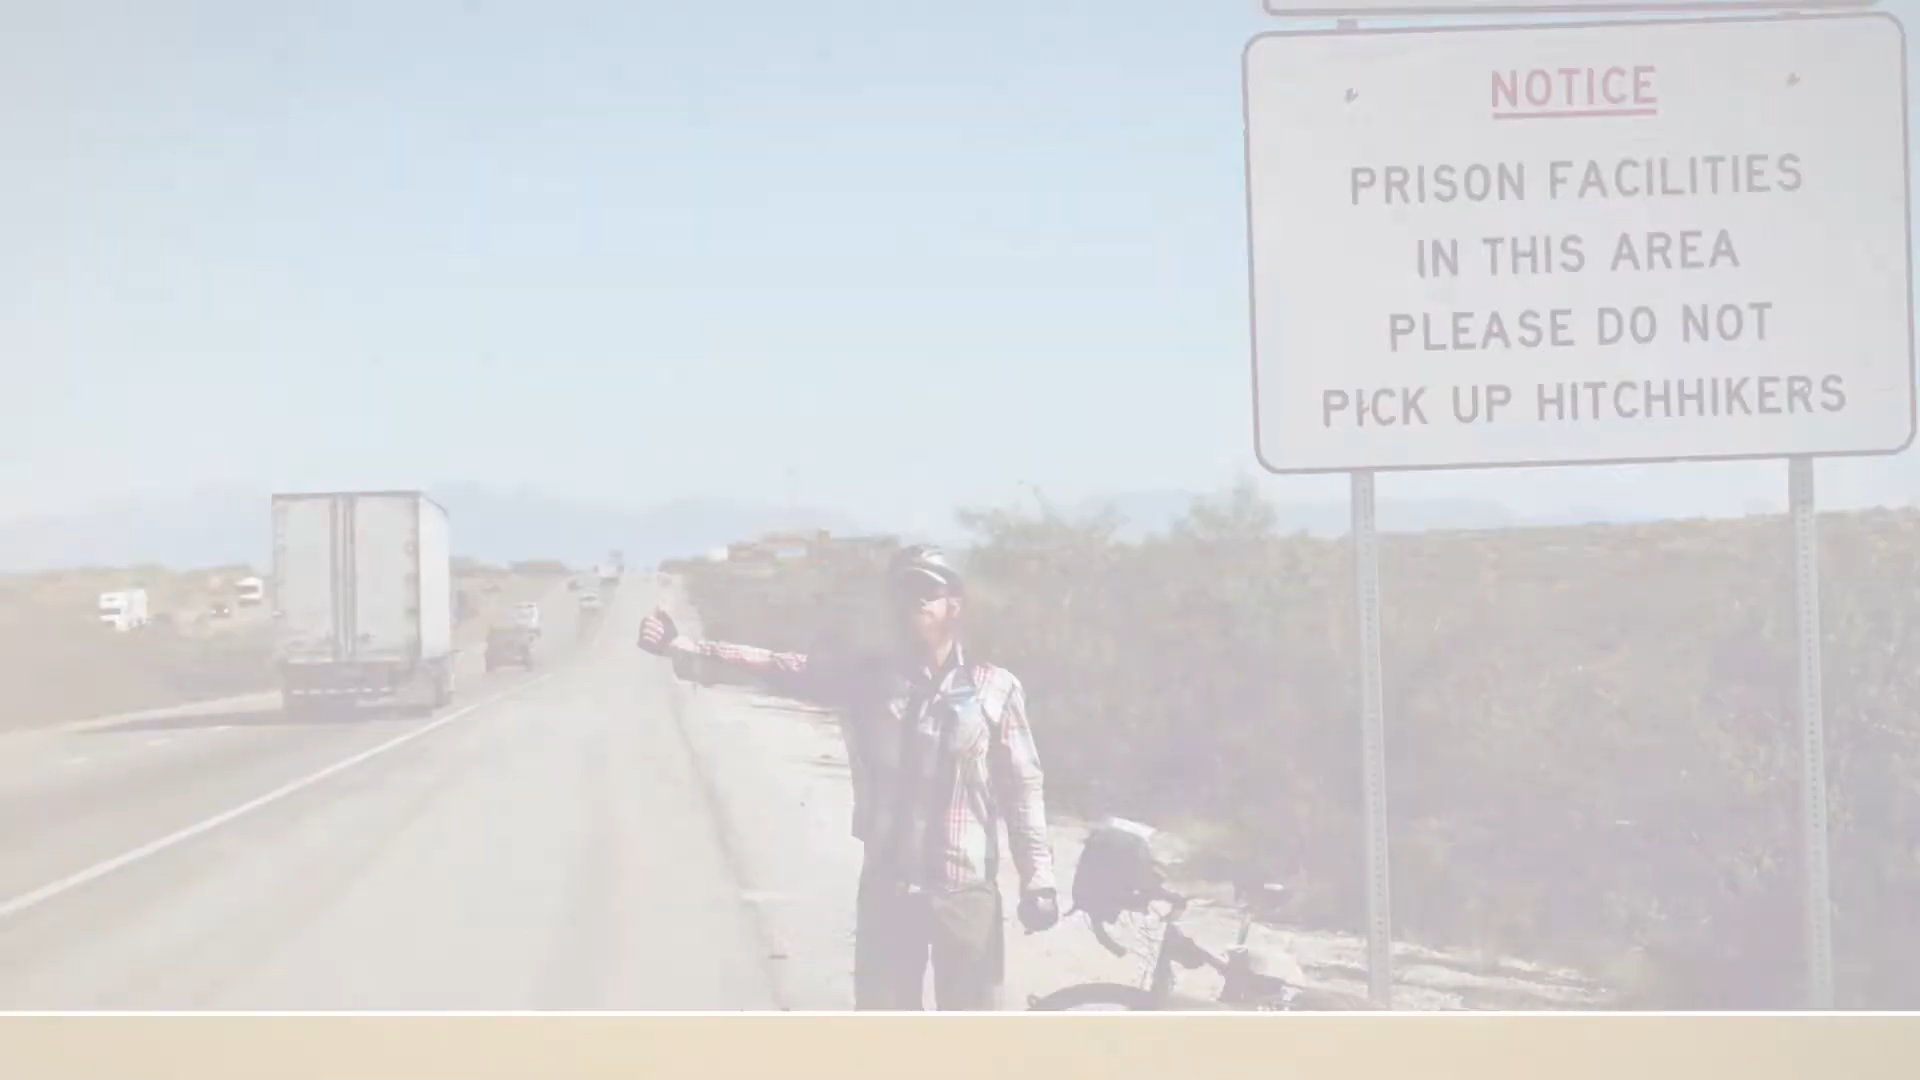 NOTICE
PRISON FACILITIES
IN THIS AREA
PLEASE DO NOT
PICK UP HITCHHIKERS